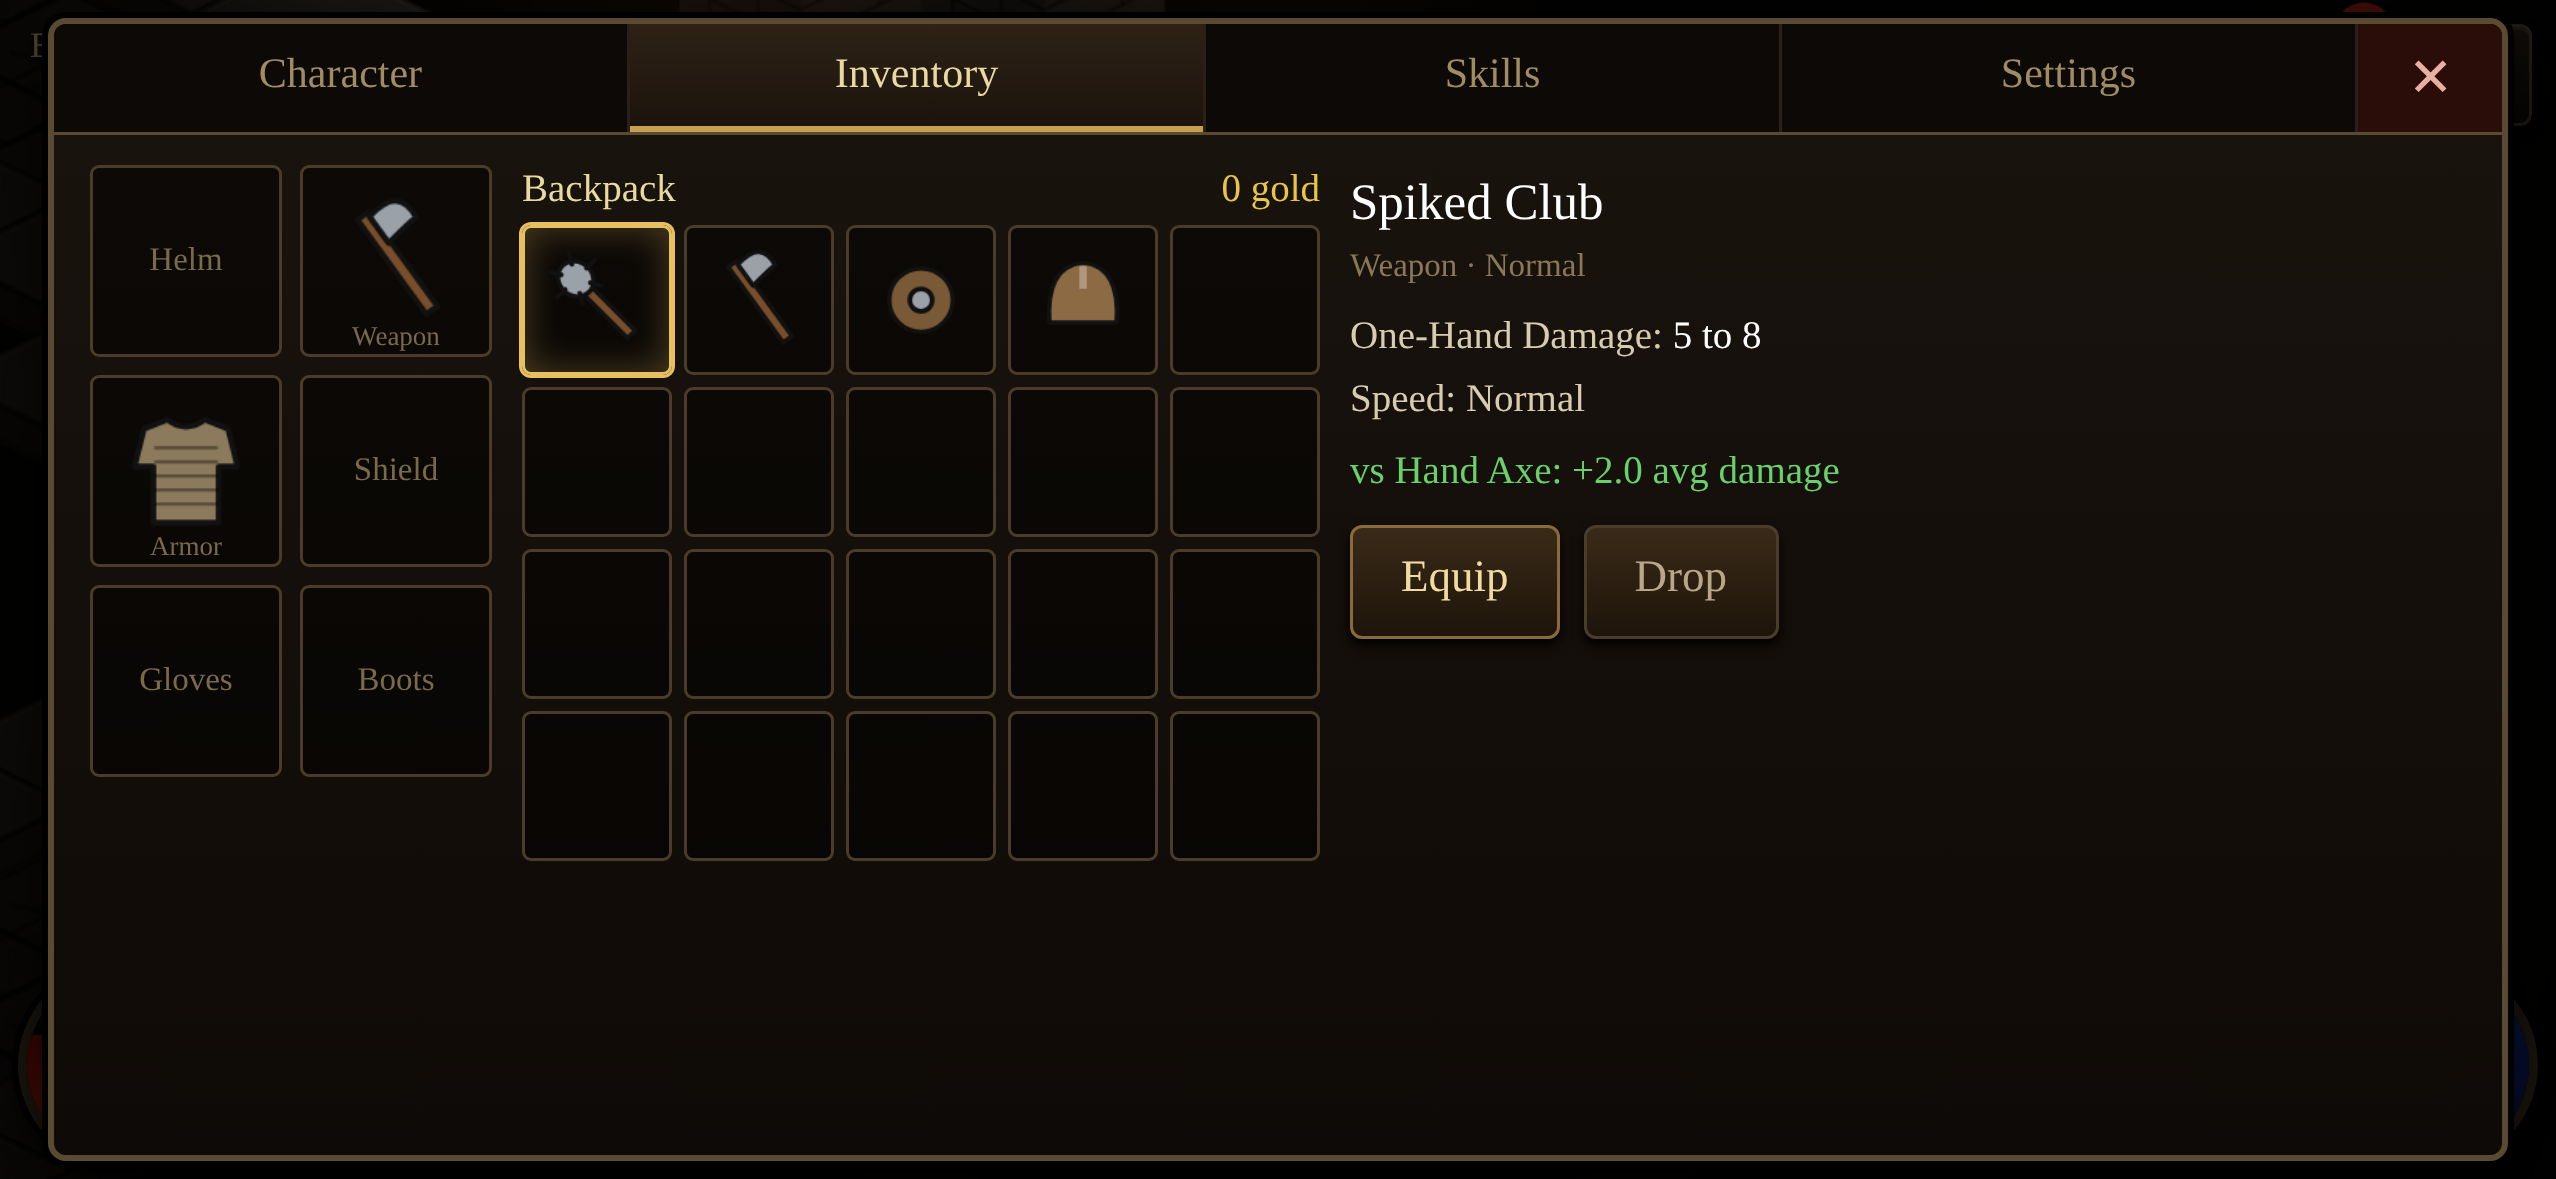 Character
Inventory
Skills
Settings
✕
Helm
Weapon
Armor
Shield
Gloves
Boots
Backpack
0 gold
Spiked Club
Weapon · Normal
One-Hand Damage: 5 to 8
Speed: Normal
vs Hand Axe: +2.0 avg damage
Equip
Drop